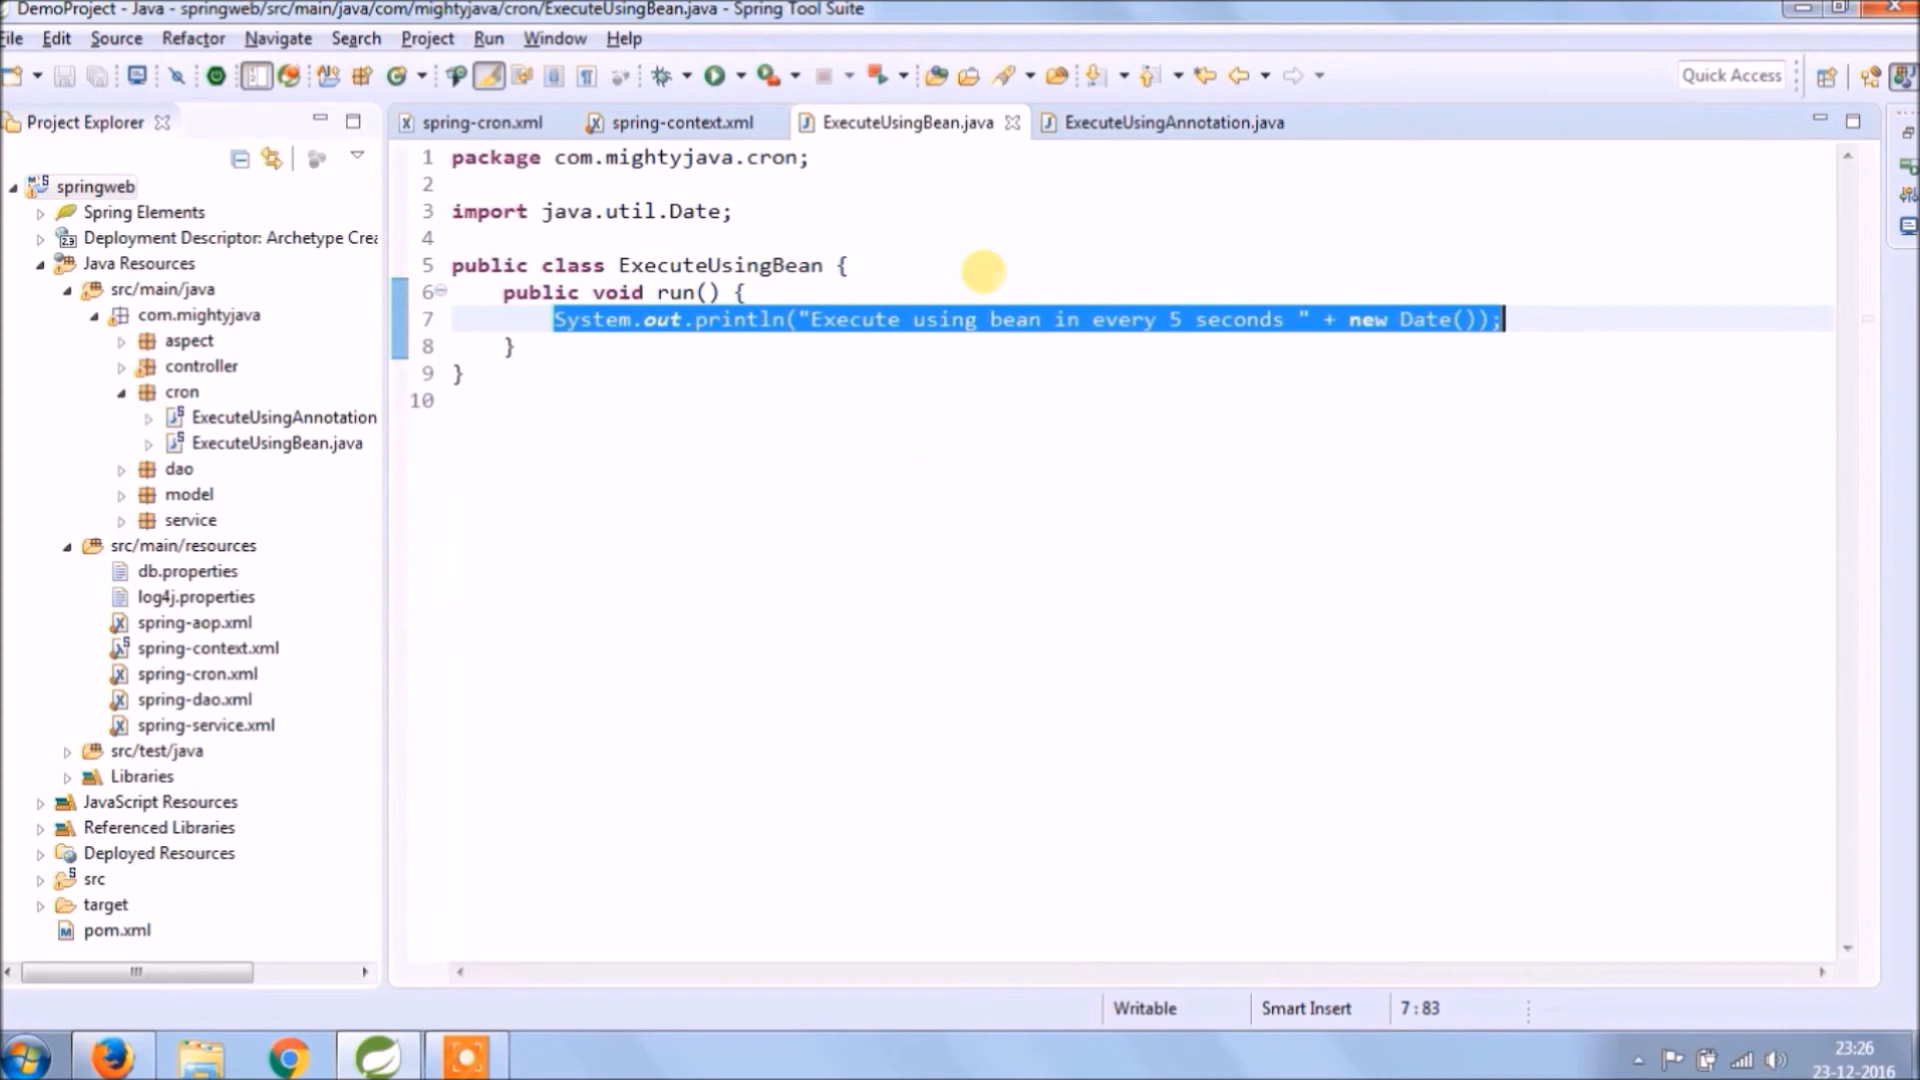 DemoProject - Java - springweb/src/main/java/com/mightyjava/cron/ExecuteUsingBean.java - Spring Tool Suite
File Edit Source Refactor Navigate Search Project Run Window Help
Quick Access
Project Explorer
spring-cron.xml spring-context.xml ExecuteUsingBean.java ExecuteUsingAnnotation.java
springweb
Spring Elements
Deployment Descriptor: Archetype Crea
Java Resources
src/main/java
com.mightyjava
aspect
controller
cron
ExecuteUsingAnnotation
ExecuteUsingBean.java
dao
model
service
src/main/resources
db.properties
log4j.properties
spring-aop.xml
spring-context.xml
spring-cron.xml
spring-dao.xml
spring-service.xml
src/test/java
Libraries
JavaScript Resources
Referenced Libraries
Deployed Resources
src
target
pom.xml
1 package com.mightyjava.cron;
2
3 import java.util.Date;
4
5 public class ExecuteUsingBean {
6 public void run() {
7 System.out.println("Execute using bean in every 5 seconds " + new Date());
8 }
9 }
10
Writable Smart Insert 7 : 83
23:26
23-12-2016